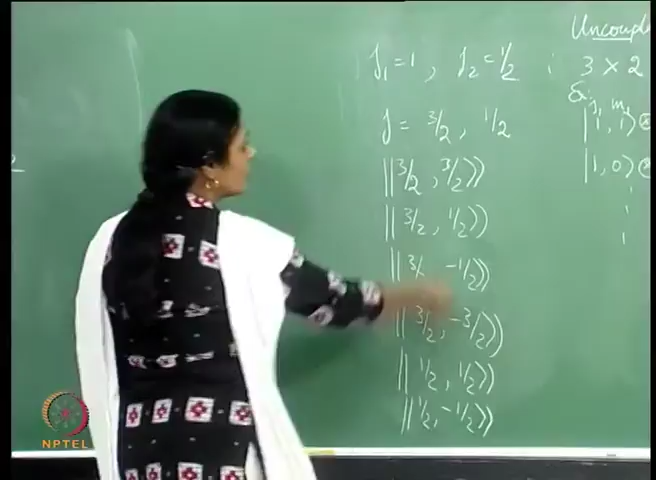 Uncoupl
J₁ = 1 , J₂ = 1/2 ; 3 × 2
j₁ m₁
J = 3/2 , 1/2
|1, 1⟩⊗
||3/2 , 3/2⟩⟩
|1, 0⟩⊗
||3/2 , 1/2⟩⟩
||3/ -1/2⟩⟩
||3/2 , -3/2⟩⟩
||1/2 , 1/2⟩⟩
||1/2 , -1/2⟩⟩
NPTEL